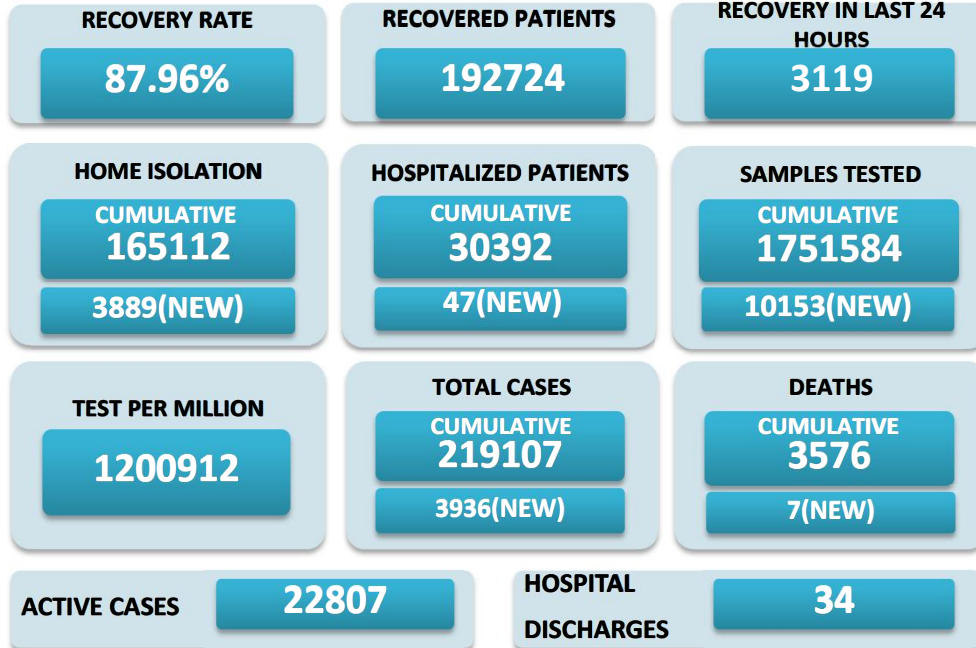 RECOVERY RATE
87.96%
RECOVERED PATIENTS
192724
RECOVERY IN LAST 24
HOURS
3119
HOME ISOLATION
CUMULATIVE
165112
3889(NEW)
HOSPITALIZED PATIENTS
CUMULATIVE
30392
47(NEW)
SAMPLES TESTED
CUMULATIVE
1751584
10153(NEW)
TEST PER MILLION
1200912
TOTAL CASES
CUMULATIVE
219107
3936(NEW)
DEATHS
CUMULATIVE
3576
7(NEW)
ACTIVE CASES
22807
HOSPITAL
DISCHARGES
34